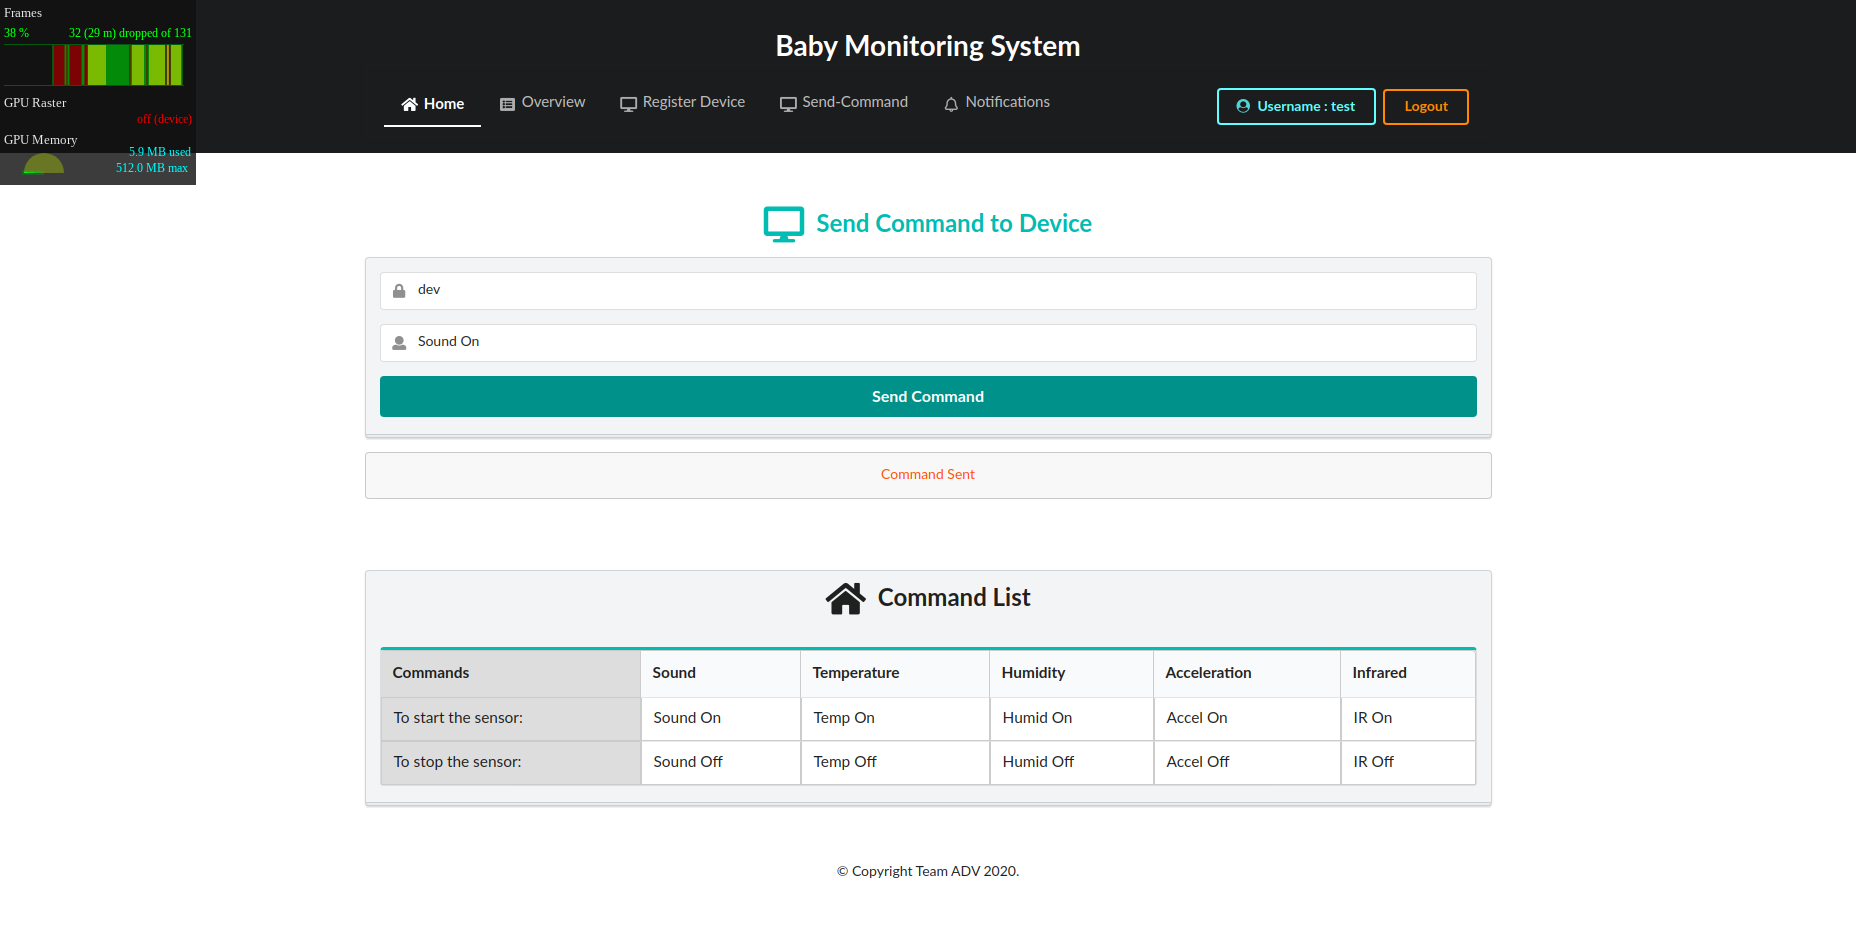 Frames
38 % 32 (29 m) dropped of 131
GPU Raster
off (device)
GPU Memory
5.9 MB used
512.0 MB max
Baby Monitoring System
Home Overview Register Device Send-Command Notifications Username : test Logout
Send Command to Device
dev
Sound On
Send Command
Command Sent
Command List
Commands Sound Temperature Humidity Acceleration Infrared
To start the sensor: Sound On Temp On Humid On Accel On IR On
To stop the sensor: Sound Off Temp Off Humid Off Accel Off IR Off
© Copyright Team ADV 2020.